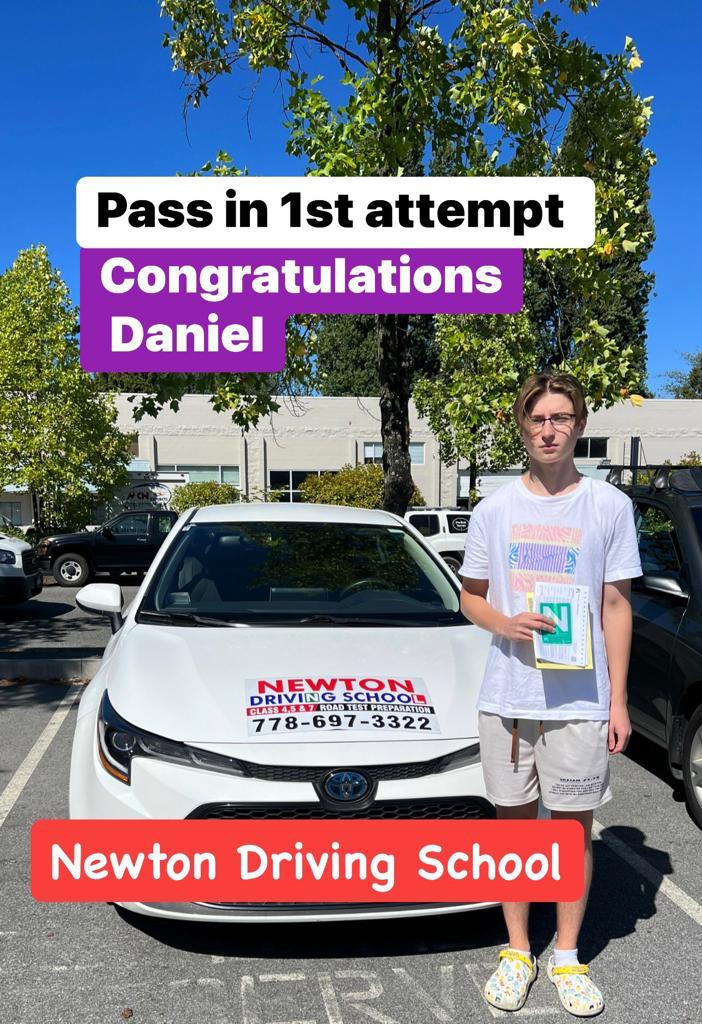 Pass in 1st attempt
Congratulations
Daniel
N
NEWTON
DRIVING SCHOOL
CLASS 4,5 & 7 ROAD TEST PREPARATION
778-697-3322
Newton Driving School